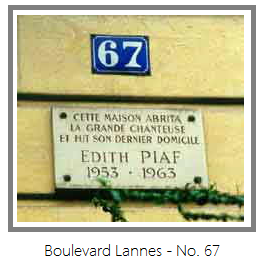 67
CETTE MAISON ABRITA
LA GRANDE CHANTEUSE
ET FUT SON DERNIER DOMICILE
EDITH PIAF
1953 · 1963
Boulevard Lannes - No. 67